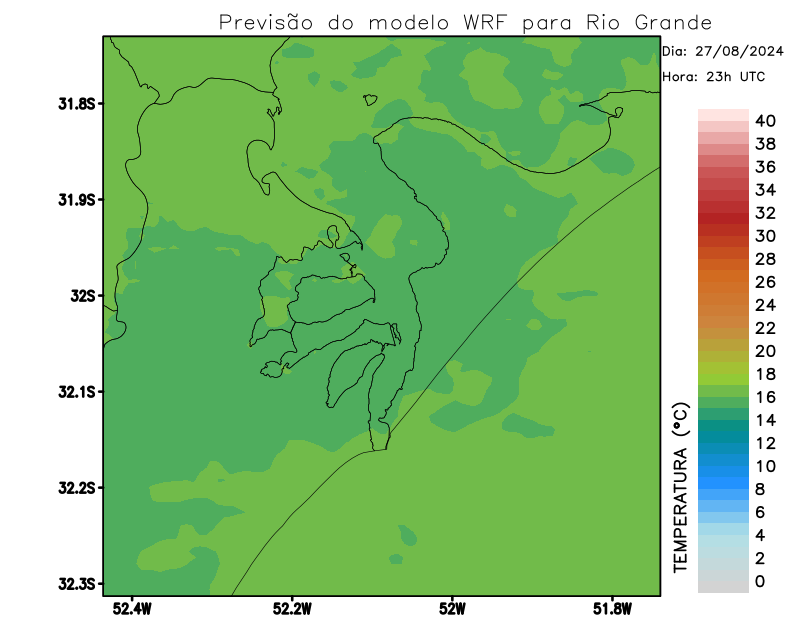 Previsão do modelo WRF para Rio Grande
Dia: 27/08/2024
Hora: 23h UTC
31.8S
31.9S
32S
32.1S
32.2S
32.3S
52.4W
52.2W
52W
51.8W
TEMPERATURA (°C)
40
38
36
34
32
30
28
26
24
22
20
18
16
14
12
10
8
6
4
2
0